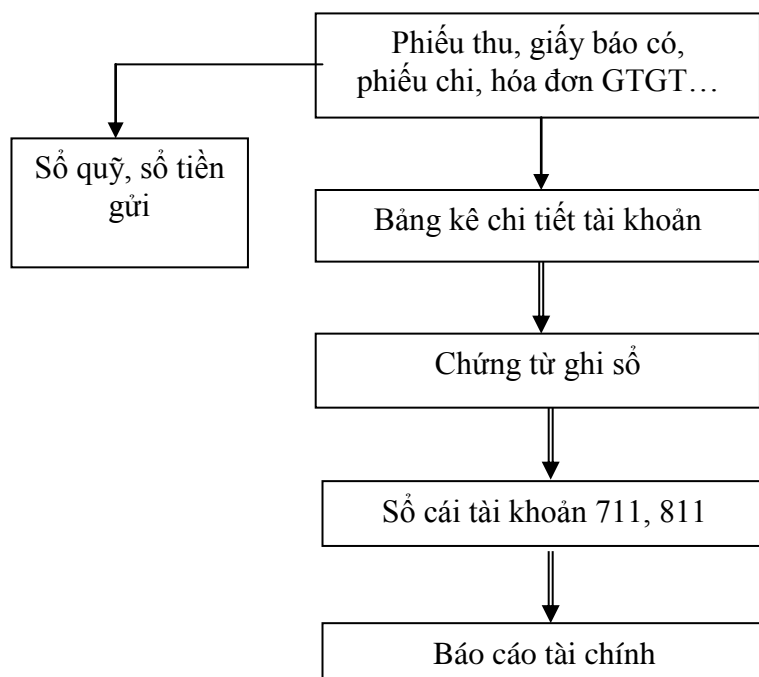 Phiếu thu, giấy báo có,
phiếu chi, hóa đơn GTGT…
Sổ quỹ, sổ tiền
gửi
Bảng kê chi tiết tài khoản
Chứng từ ghi sổ
Sổ cái tài khoản 711, 811
Báo cáo tài chính